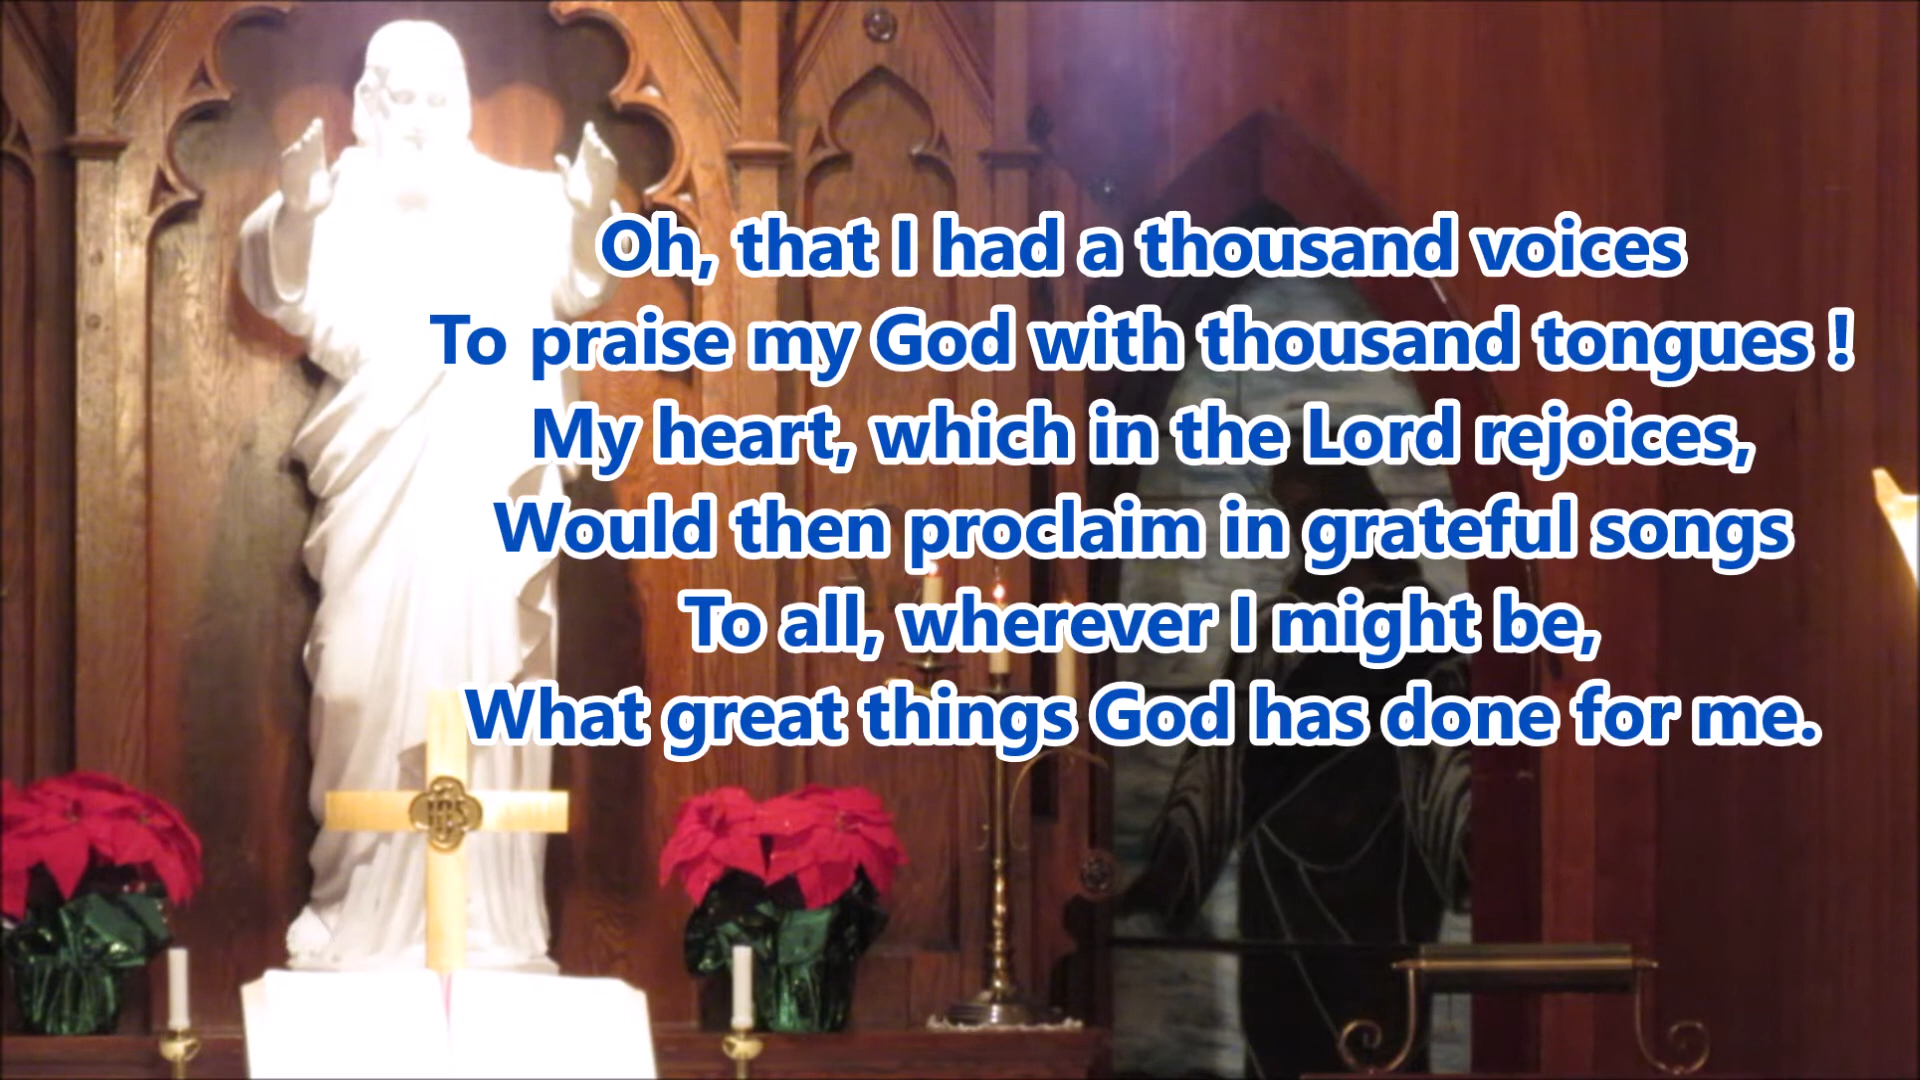 Oh, that I had a thousand voices
To praise my God with thousand tongues !
My heart, which in the Lord rejoices,
Would then proclaim in grateful songs
To all, wherever I might be,
What great things God has done for me.
IHS